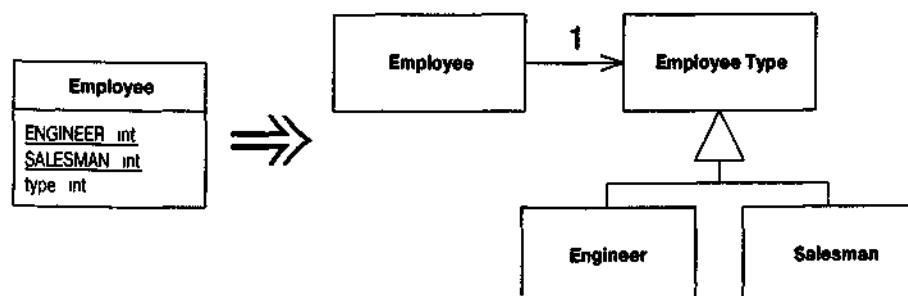 Employee
ENGINEER int
SALESMAN int
type int
Employee
1
Employee Type
Engineer
Salesman